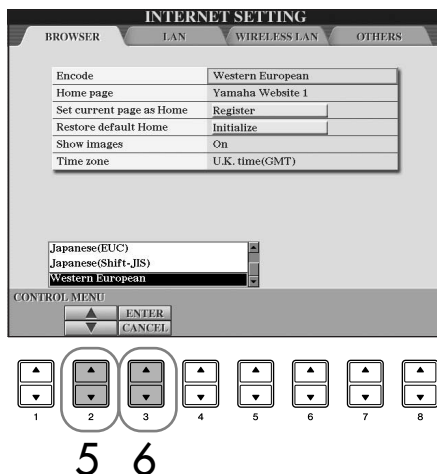 INTERNET SETTING
BROWSER LAN WIRELESS LAN OTHERS
Encode Western European
Home page Yamaha Website 1
Set current page as Home Register
Restore default Home Initialize
Show images On
Time zone U.K. time(GMT)
Japanese(EUC)
Japanese(Shift-JIS)
Western European
CONTROL MENU
ENTER
CANCEL
1 2 3 4 5 6 7 8
5 6